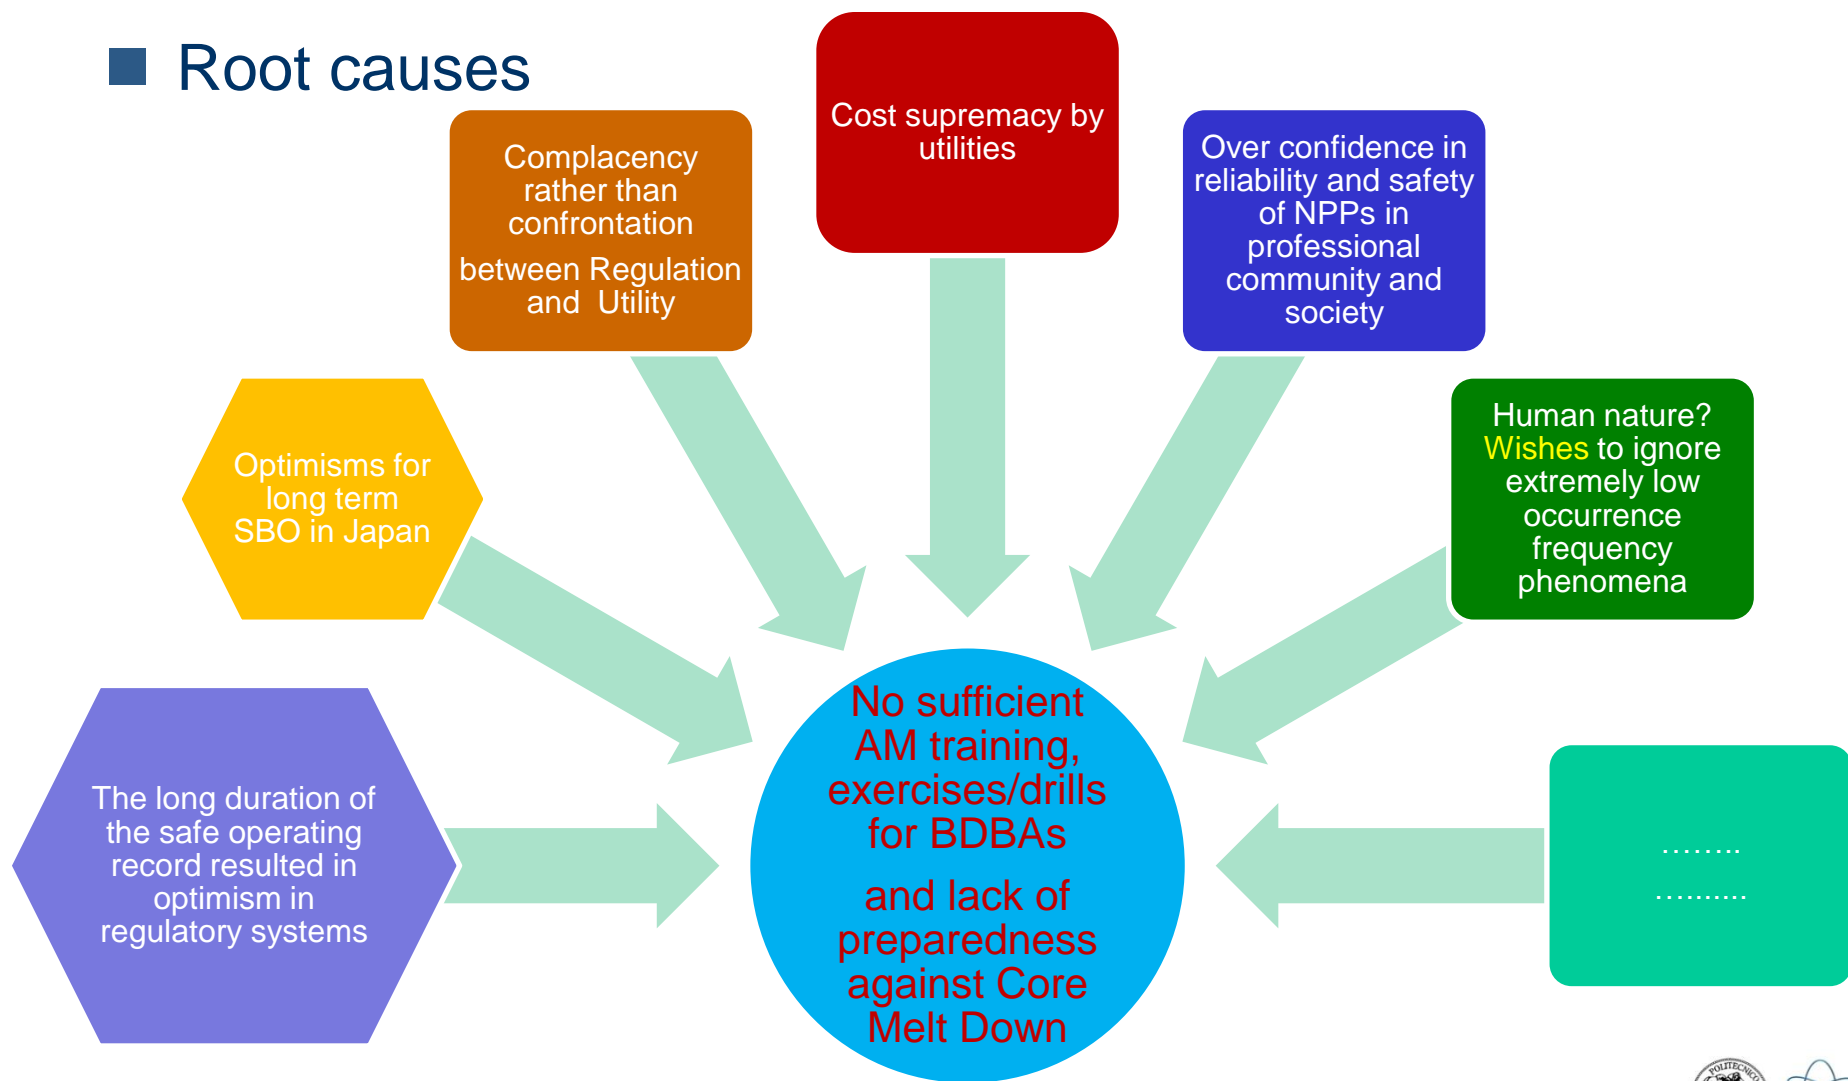 Root causes
Cost supremacy by
utilities
Complacency
rather than
confrontation
between Regulation
and Utility
Over confidence in
reliability and safety
of NPPs in
professional
community and
society
Optimisms for
long term
SBO in Japan
Human nature?
Wishes to ignore
extremely low
occurrence
frequency
phenomena
The long duration of
the safe operating
record resulted in
optimism in
regulatory systems
No sufficient
AM training,
exercises/drills
for BDBAs
and lack of
preparedness
against Core
Melt Down
........
..........